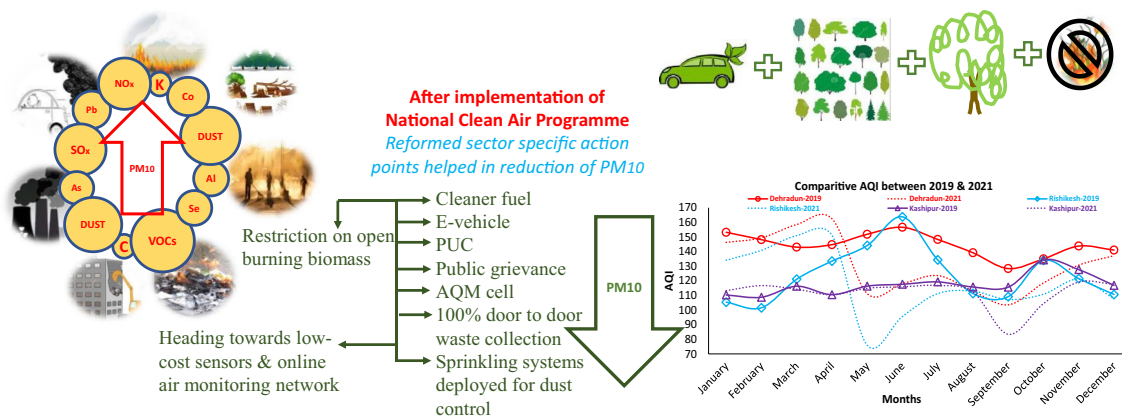 NOx
K
Co
Pb
DUST
SOx
PM10
Al
As
Se
DUST
C
VOCs
After implementation of
National Clean Air Programme
Reformed sector specific action
points helped in reduction of PM10
Cleaner fuel
E-vehicle
PUC
Public grievance
AQM cell
100% door to door
waste collection
Sprinkling systems
deployed for dust
control
Restriction on open
burning biomass
Heading towards low-
cost sensors & online
air monitoring network
PM10
Comparitive AQI between 2019 & 2021
Dehradun-2019
Dehradun-2021
Rishikesh-2019
Rishikesh-2021
Kashipur-2019
Kashipur-2021
170
160
150
140
130
120
110
100
90
80
70
AQI
January
February
March
April
May
June
July
August
September
October
November
December
Months